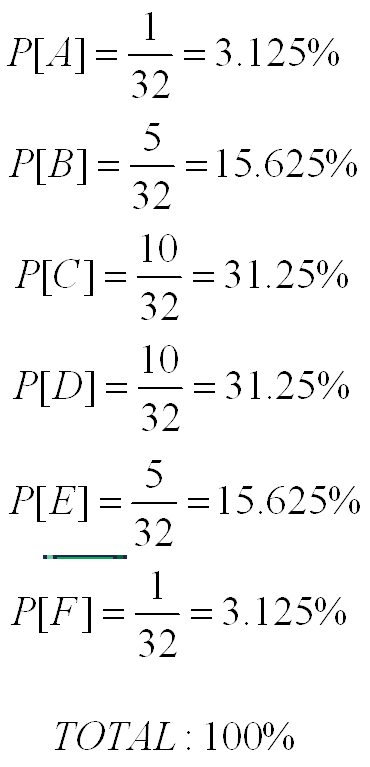 P[A] = 1/32 = 3.125%
P[B] = 5/32 = 15.625%
P[C] = 10/32 = 31.25%
P[D] = 10/32 = 31.25%
P[E] = 5/32 = 15.625%
P[F] = 1/32 = 3.125%
TOTAL : 100%